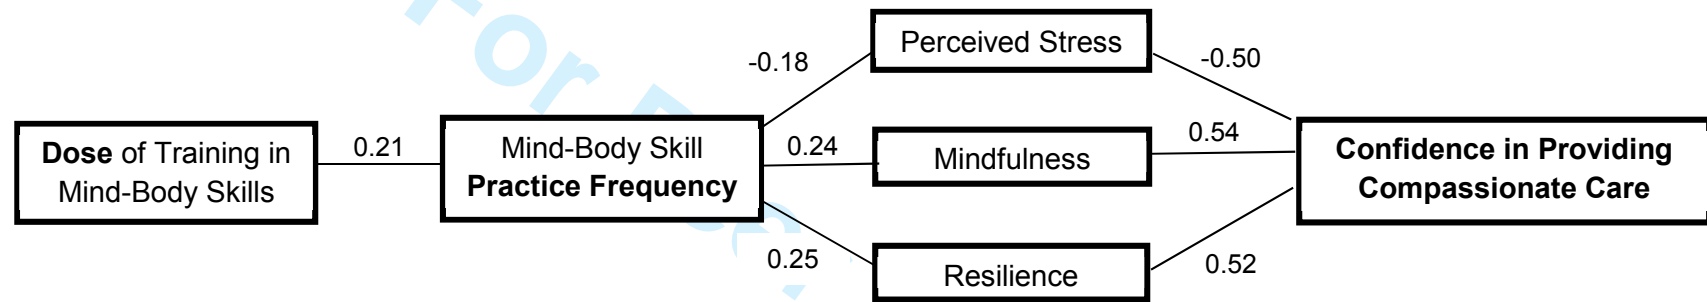 Dose of Training in
Mind-Body Skills
0.21
Mind-Body Skill
Practice Frequency
-0.18
0.24
0.25
Perceived Stress
Mindfulness
Resilience
-0.50
0.54
0.52
Confidence in Providing
Compassionate Care
For